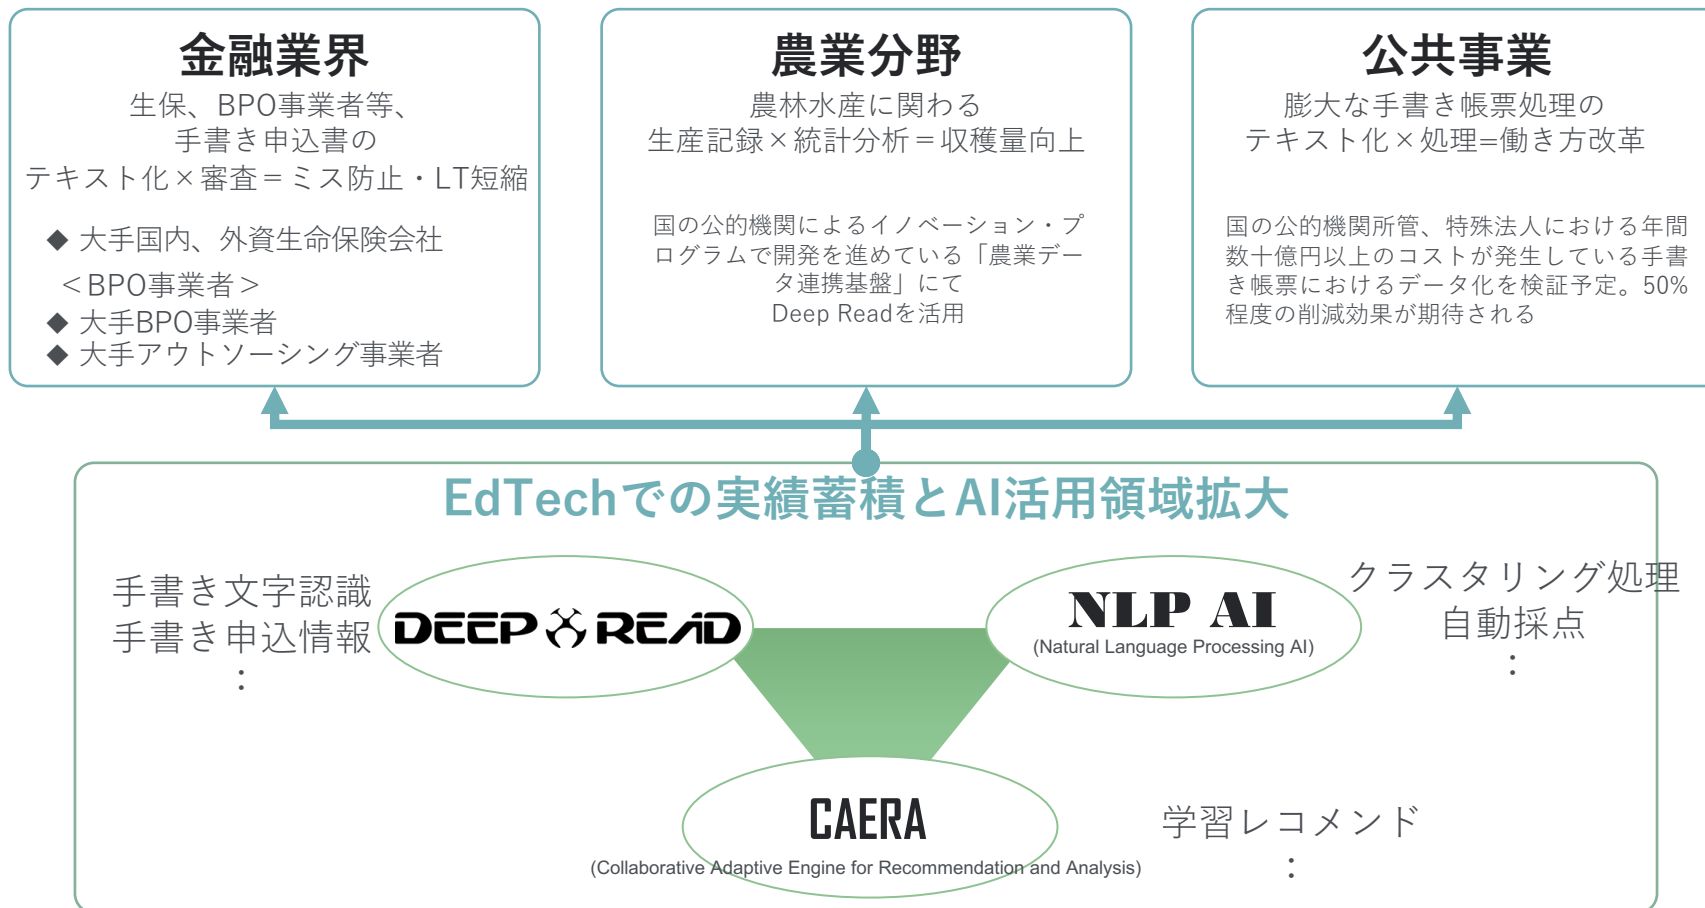 金融業界
生保、BPO事業者等、
手書き申込書の
テキスト化×審査＝ミス防止・LT短縮
◆ 大手国内、外資生命保険会社
＜BPO事業者＞
◆ 大手BPO事業者
◆ 大手アウトソーシング事業者
農業分野
農林水産に関わる
生産記録×統計分析＝収穫量向上
国の公的機関によるイノベーション・プ
ログラムで開発を進めている「農業デー
タ連携基盤」にて
Deep Readを活用
公共事業
膨大な手書き帳票処理の
テキスト化×処理=働き方改革
国の公的機関所管、特殊法人における年間
数十億円以上のコストが発生している手書
き帳票におけるデータ化を検証予定。50%
程度の削減効果が期待される
EdTechでの実績蓄積とAI活用領域拡大
手書き文字認識
手書き申込情報
：
DEEP READ
NLP AI
(Natural Language Processing AI)
クラスタリング処理
自動採点
：
CAERA
(Collaborative Adaptive Engine for Recommendation and Analysis)
学習レコメンド
：